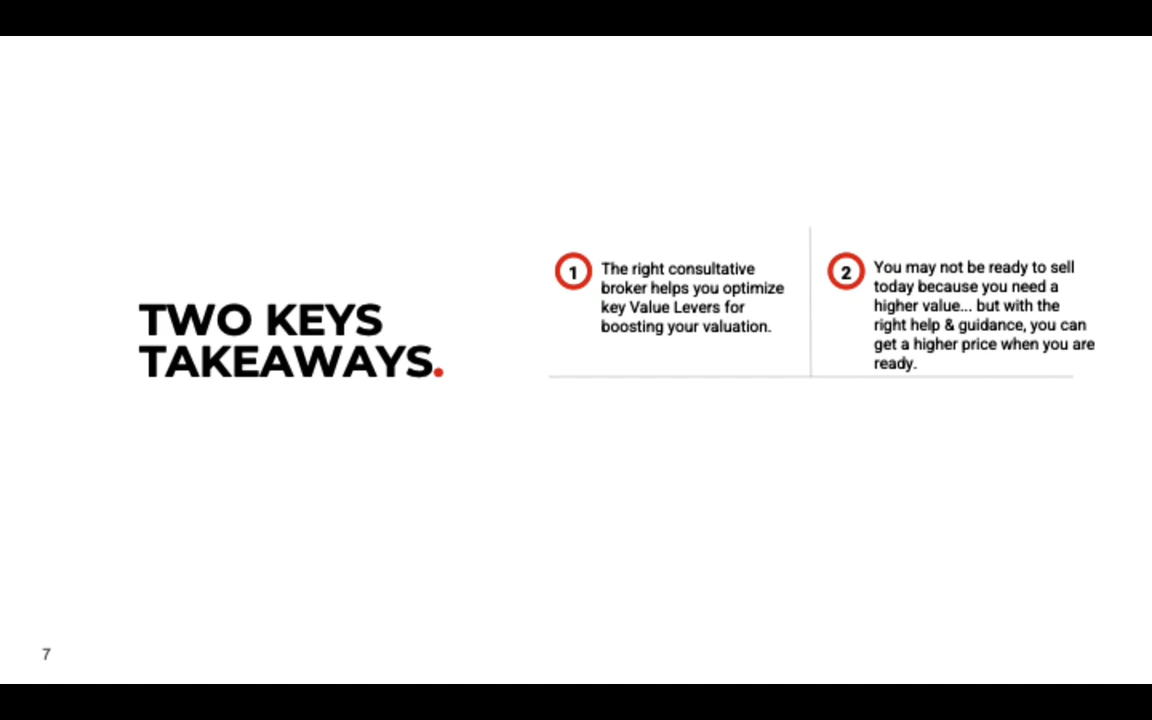 TWO KEYS
TAKEAWAYS.
1
The right consultative
broker helps you optimize
key Value Levers for
boosting your valuation.
2
You may not be ready to sell
today because you need a
higher value... but with the
right help & guidance, you can
get a higher price when you are
ready.
7